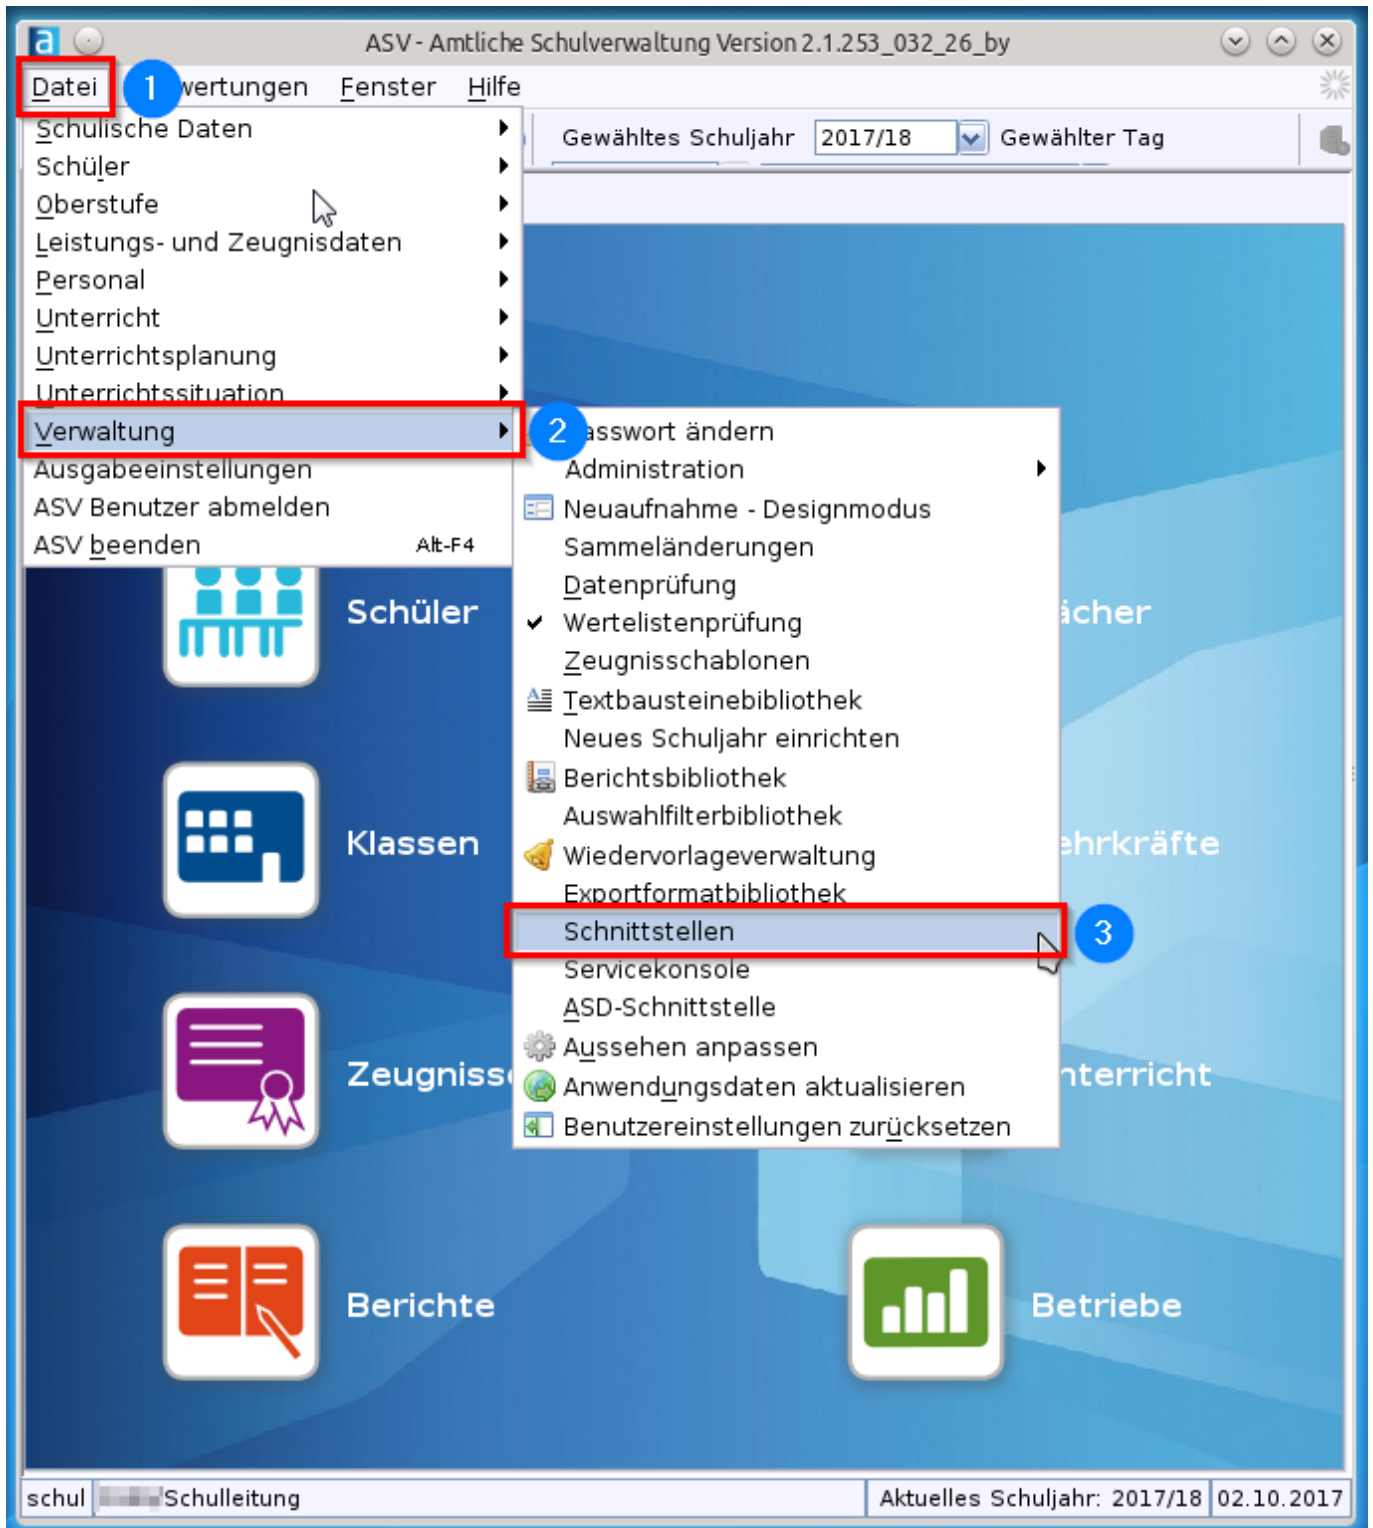 a
ASV - Amtliche Schulverwaltung Version 2.1.253_032_26_by
Datei 1 wertungen Fenster Hilfe
Gewähltes Schuljahr 2017/18 Gewählter Tag
Schulische Daten
Schüler
Oberstufe
Leistungs- und Zeugnisdaten
Personal
Unterricht
Unterrichtsplanung
Unterrichtssituation
Verwaltung
Ausgabeeinstellungen
ASV Benutzer abmelden
ASV beenden Alt-F4
2 asswort ändern
Administration
Neuaufnahme - Designmodus
Sammeländerungen
Datenprüfung
Wertelistenprüfung
Zeugnisschablonen
Textbausteinebibliothek
Neues Schuljahr einrichten
Berichtsbibliothek
Auswahlfilterbibliothek
Wiedervorlageverwaltung
Exportformatbibliothek
Schnittstellen 3
Servicekonsole
ASD-Schnittstelle
Aussehen anpassen
Anwendungsdaten aktualisieren
Benutzereinstellungen zurücksetzen
Schüler
ächer
Klassen
ehrkräfte
Zeugniss
nterricht
Berichte
Betriebe
schul Schulleitung Aktuelles Schuljahr: 2017/18 02.10.2017